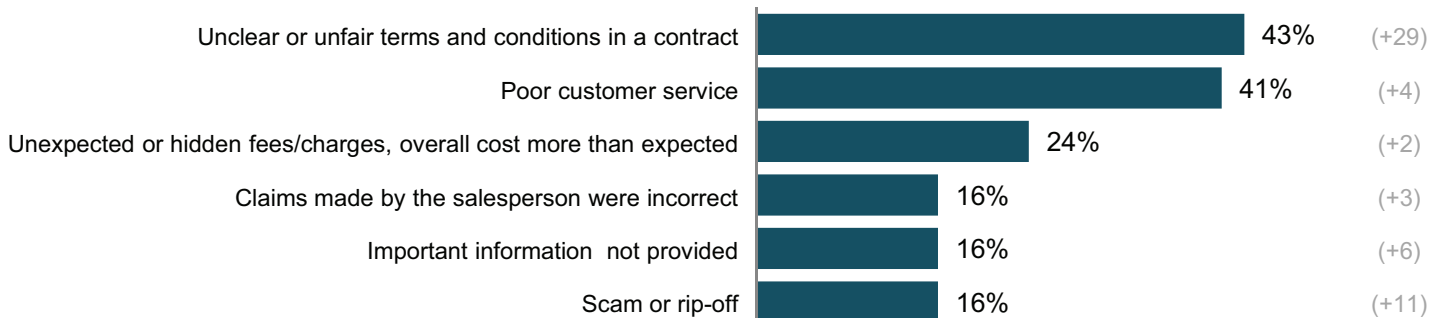 Unclear or unfair terms and conditions in a contract 43% (+29)
Poor customer service 41% (+4)
Unexpected or hidden fees/charges, overall cost more than expected 24% (+2)
Claims made by the salesperson were incorrect 16% (+3)
Important information  not provided 16% (+6)
Scam or rip-off 16% (+11)